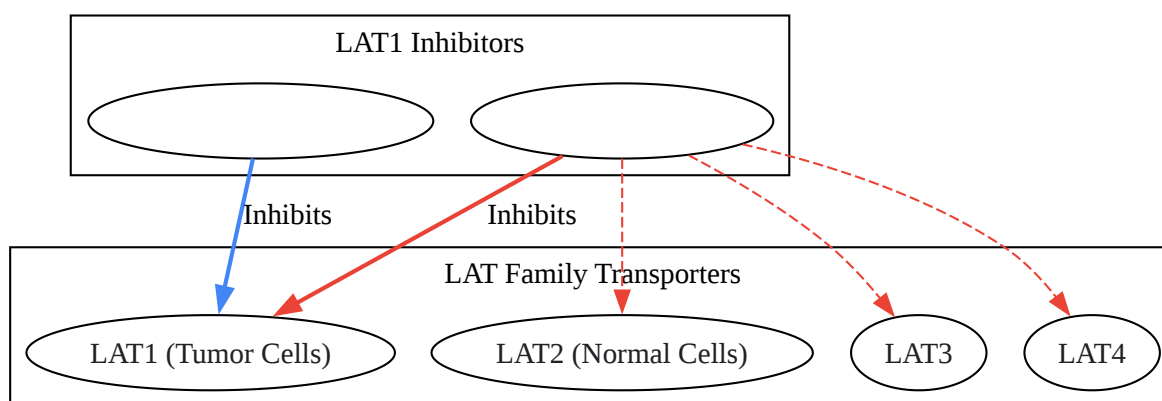 LAT1 Inhibitors
Inhibits
Inhibits
LAT Family Transporters
LAT1 (Tumor Cells)
LAT2 (Normal Cells)
LAT3
LAT4